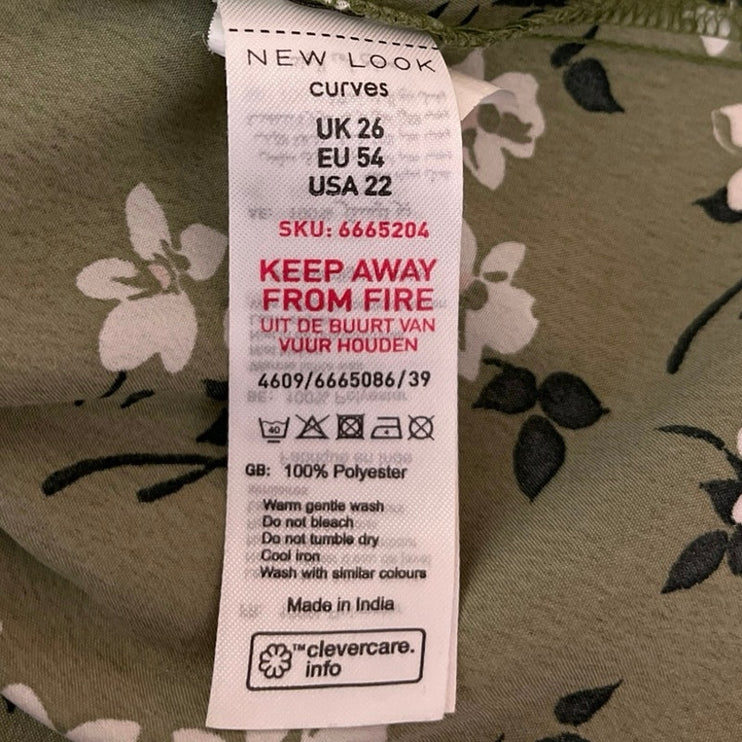 NEW LOOK
curves
UK 26
EU 54
USA 22
SKU: 6665204
KEEP AWAY
FROM FIRE
UIT DE BUURT VAN
VUUR HOUDEN
4609/6665086/39
40
GB: 100% Polyester
Warm gentle wash
Do not bleach
Do not tumble dry
Cool iron
Wash with similar colours
Made in India
™clevercare.
info